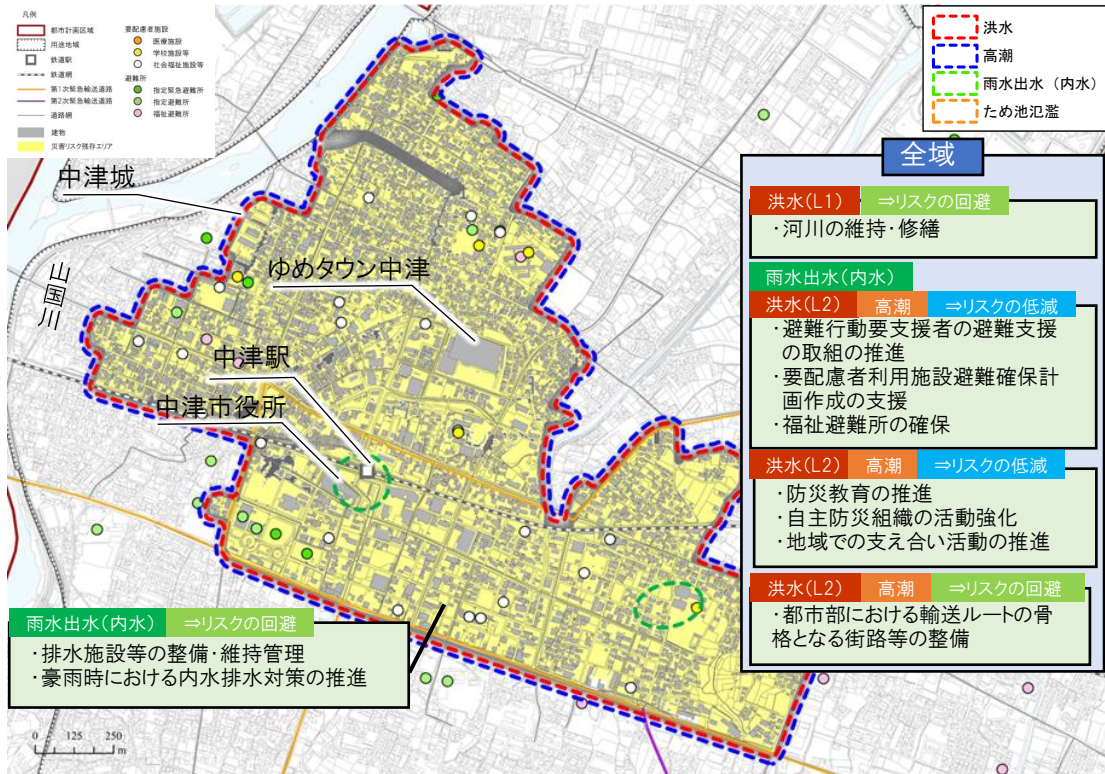 凡例
都市計画区域
用途地域
鉄道駅
鉄道網
第1次緊急輸送道路
第2次緊急輸送道路
道路網
建物
災害リスク残存エリア
要配慮者施設
医療施設
学校施設等
社会福祉施設等
避難所
指定緊急避難所
指定避難所
福祉避難所
洪水
高潮
雨水出水（内水）
ため池氾濫
中津城
山国川
ゆめタウン中津
中津駅
中津市役所
全域
洪水(L1) ⇒リスクの回避
・河川の維持・修繕
雨水出水(内水)
洪水(L2) 高潮 ⇒リスクの低減
・避難行動要支援者の避難支援
の取組の推進
・要配慮者利用施設避難確保計
画作成の支援
・福祉避難所の確保
洪水(L2) 高潮 ⇒リスクの低減
・防災教育の推進
・自主防災組織の活動強化
・地域での支え合い活動の推進
洪水(L2) 高潮 ⇒リスクの回避
・都市部における輸送ルートの骨
格となる街路等の整備
雨水出水(内水) ⇒リスクの回避
・排水施設等の整備・維持管理
・豪雨時における内水排水対策の推進
0 125 250
m